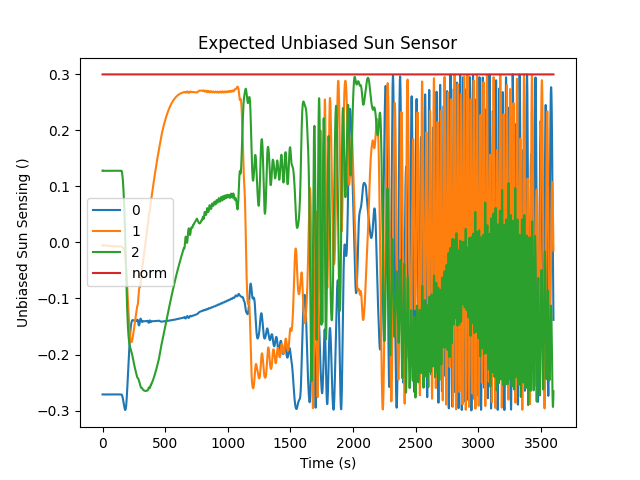 Expected Unbiased Sun Sensor
Unbiased Sun Sensing ()
0.3
0.2
0.1
0.0
−0.1
−0.2
−0.3
0
1
2
norm
0 500 1000 1500 2000 2500 3000 3500
Time (s)